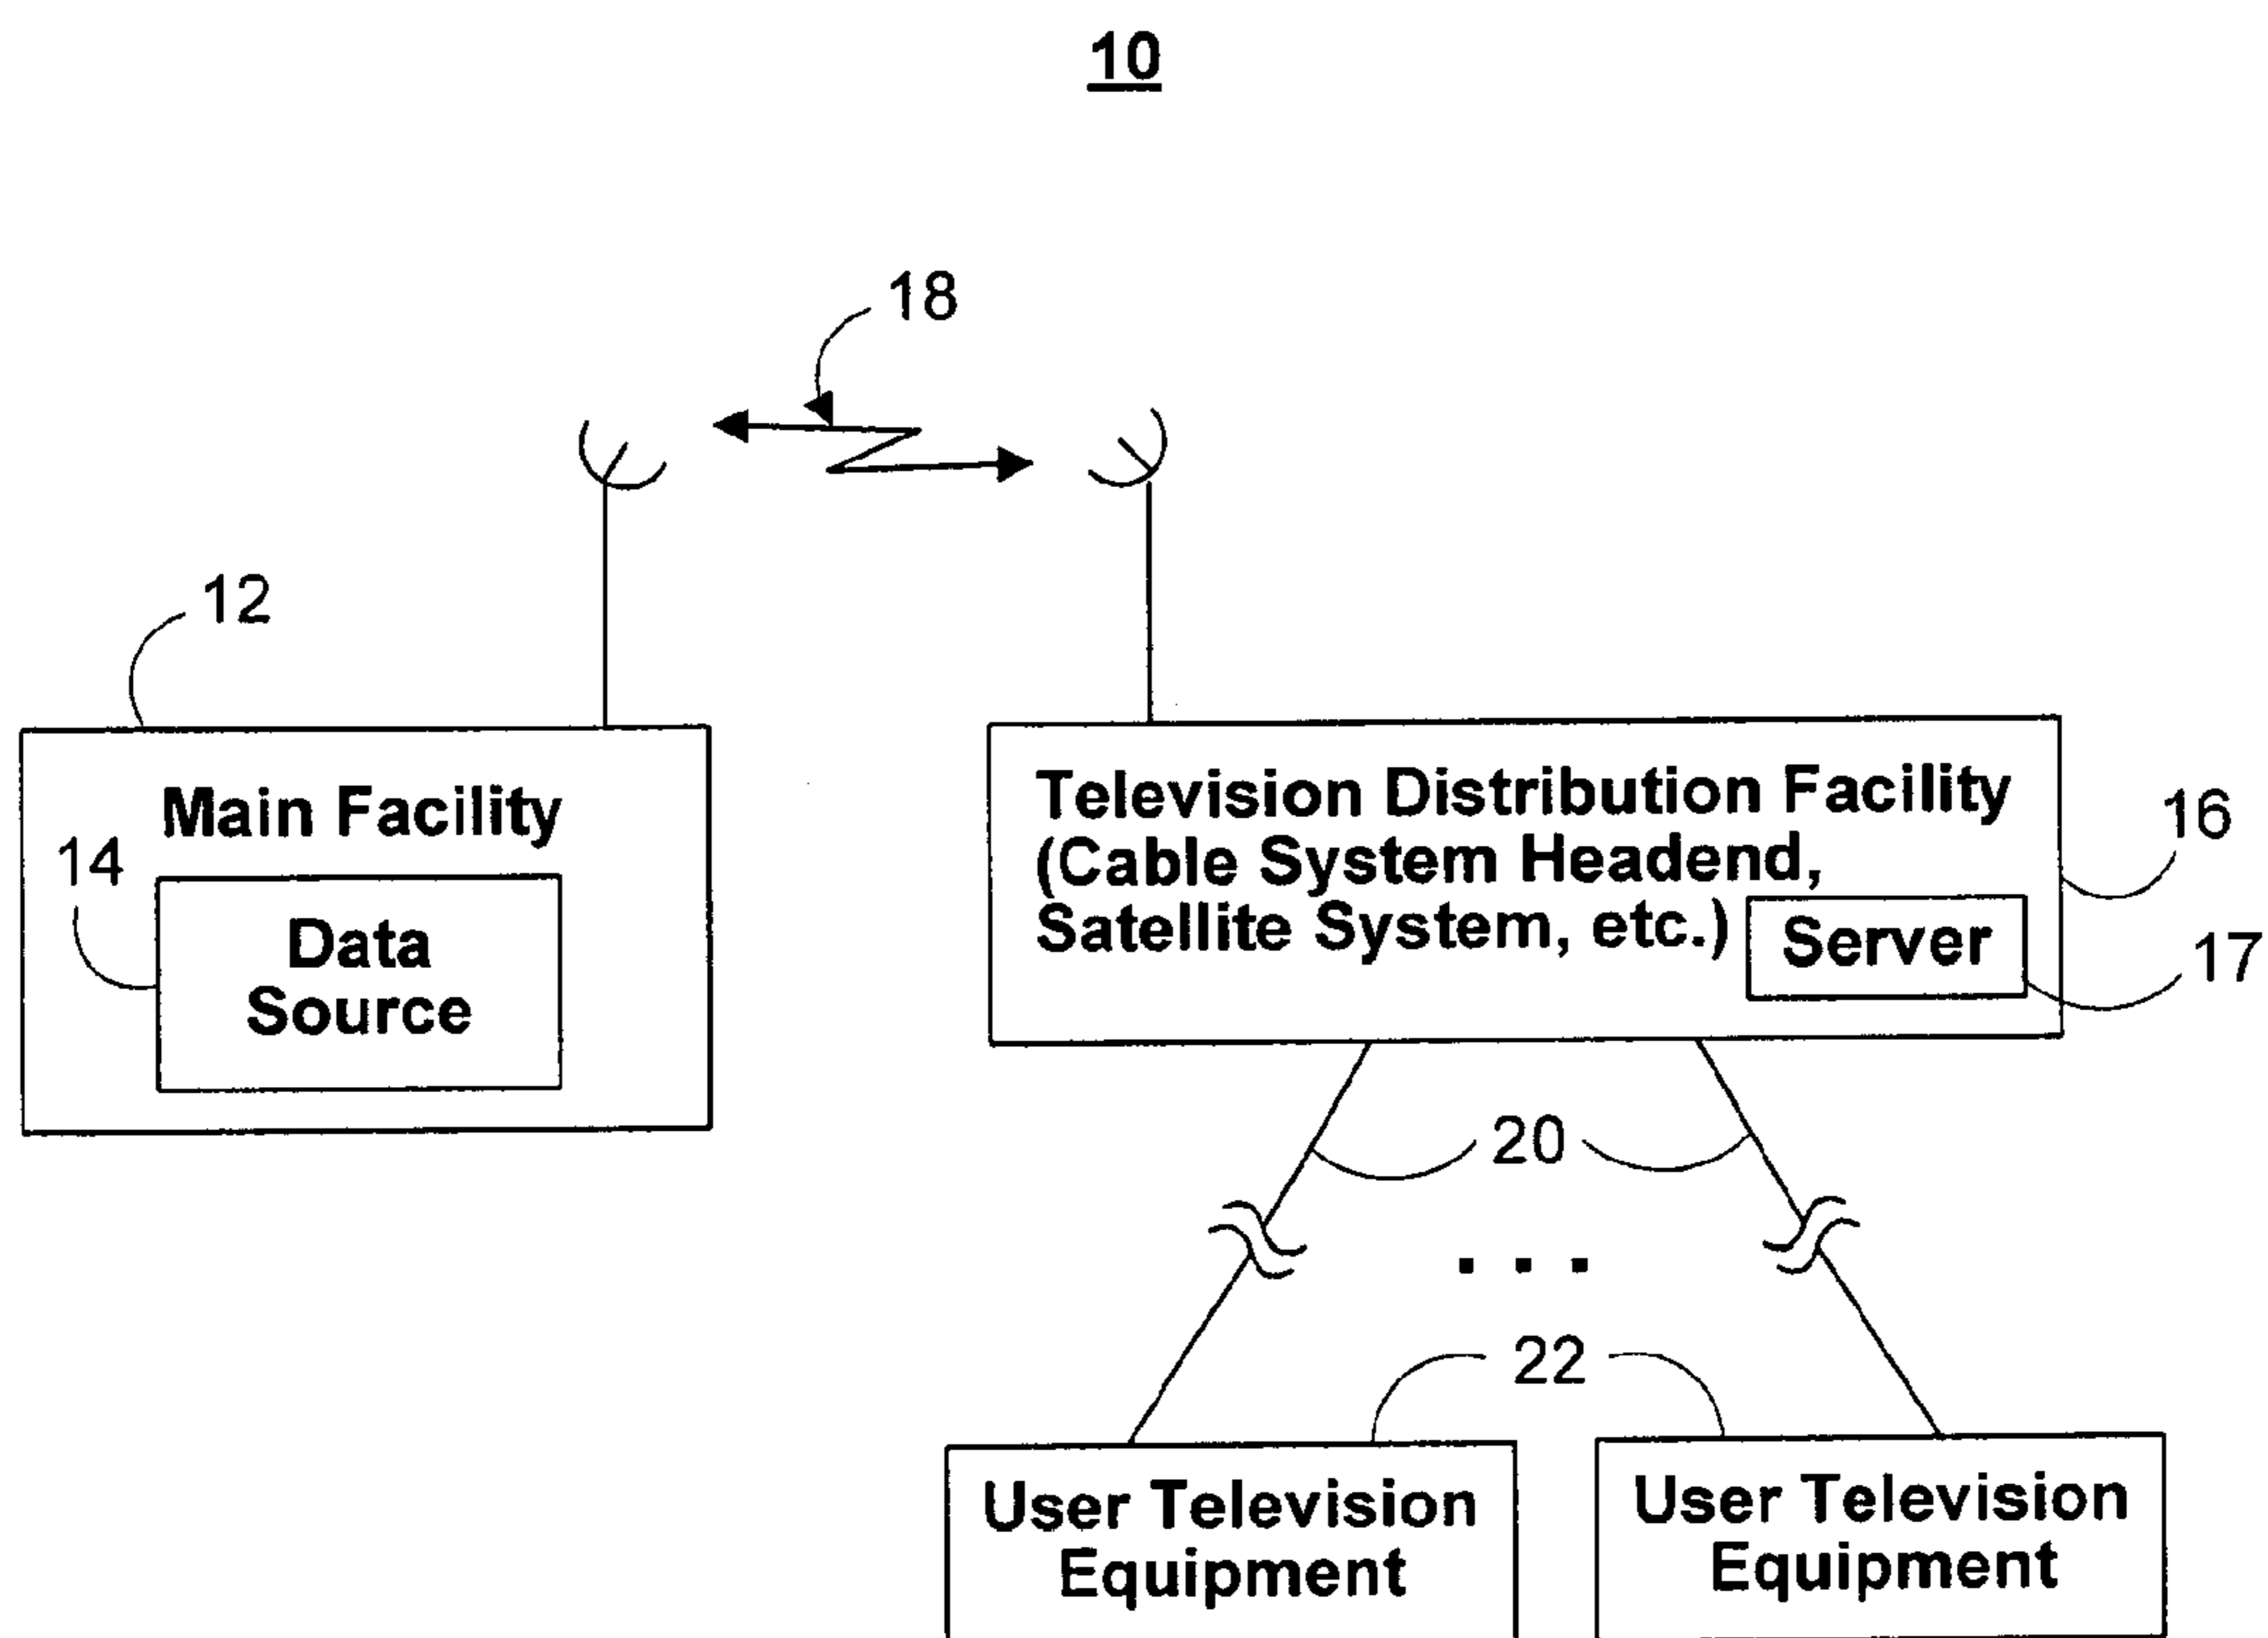 10
18
12
Main Facility
14
Data
Source
Television Distribution Facility
(Cable System Headend,
Satellite System, etc.)
Server
16
17
20
. . .
22
User Television
Equipment
User Television
Equipment